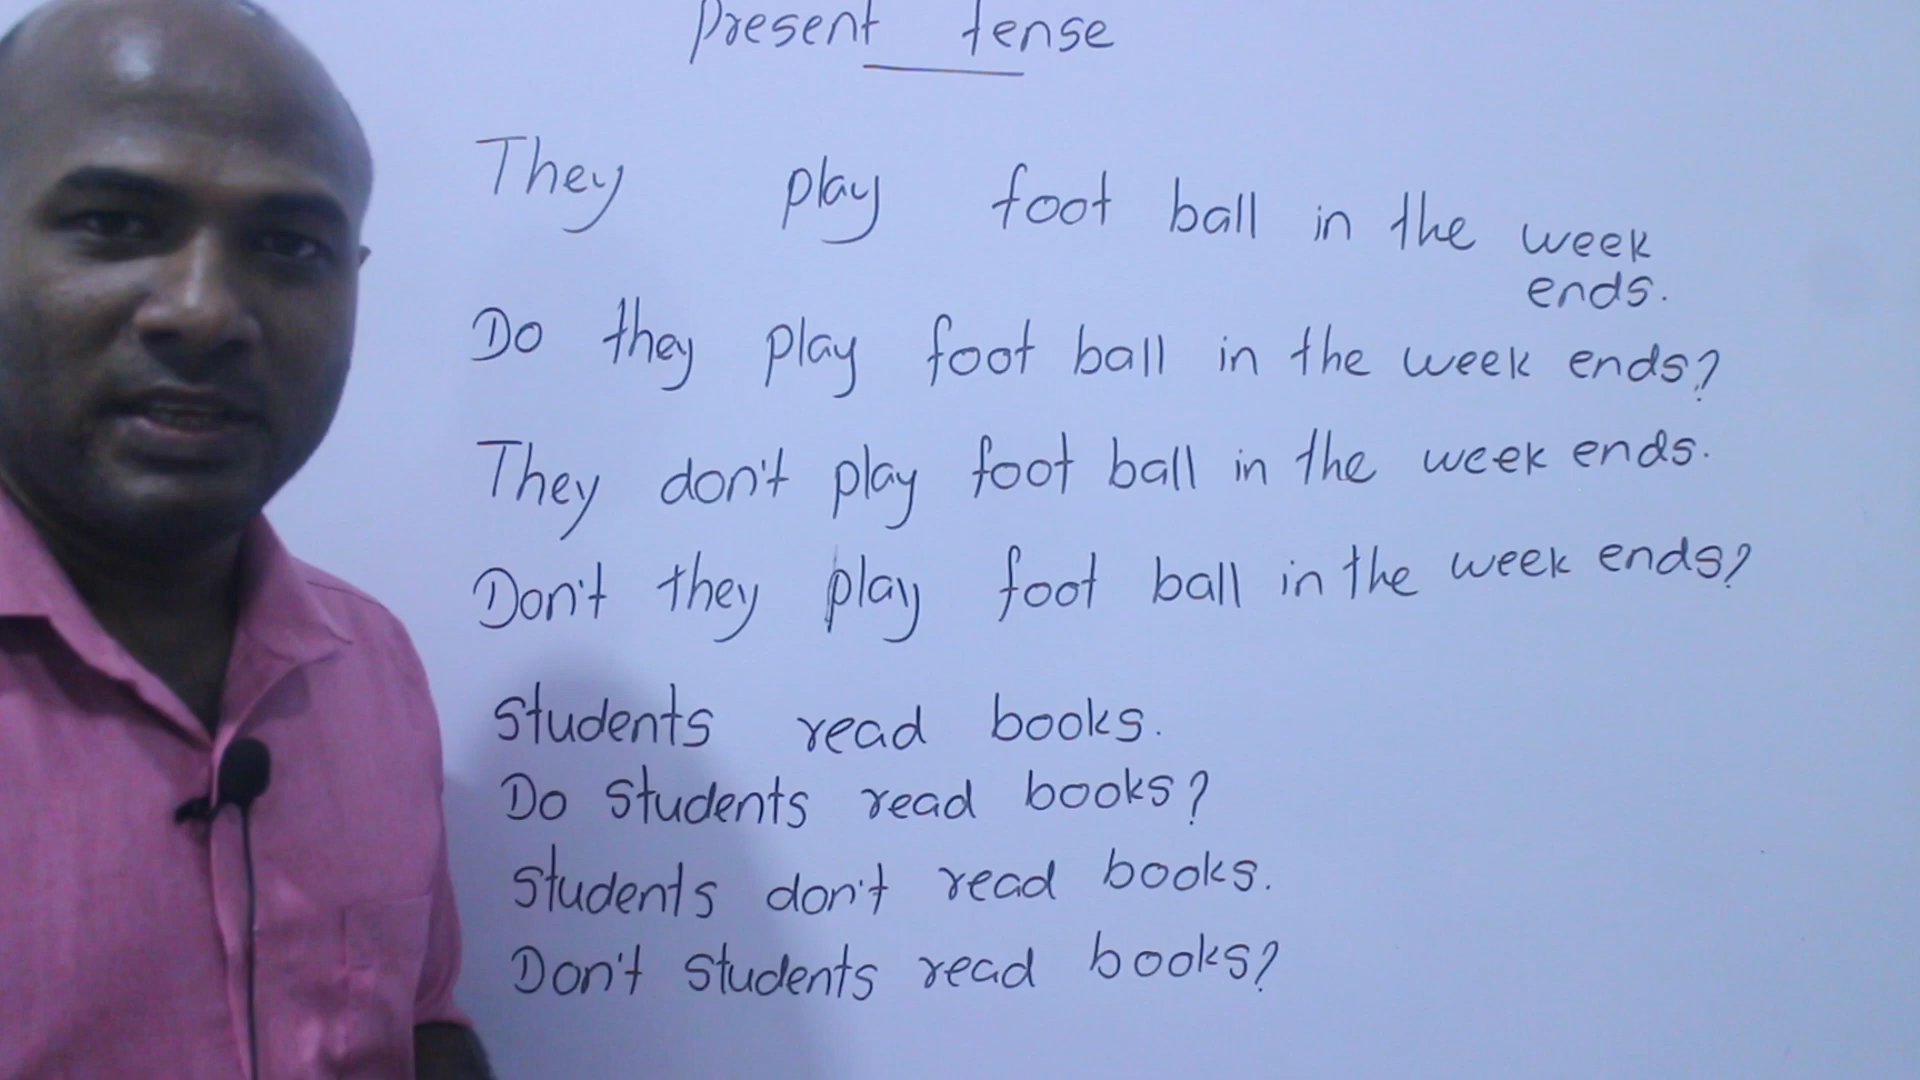 Present tense
They play foot ball in the week
ends.
Do they play foot ball in the week ends?
They don't play foot ball in the week ends.
Don't they play foot ball in the week ends?
Students read books.
Do students read books?
Students don't read books.
Don't students read books?